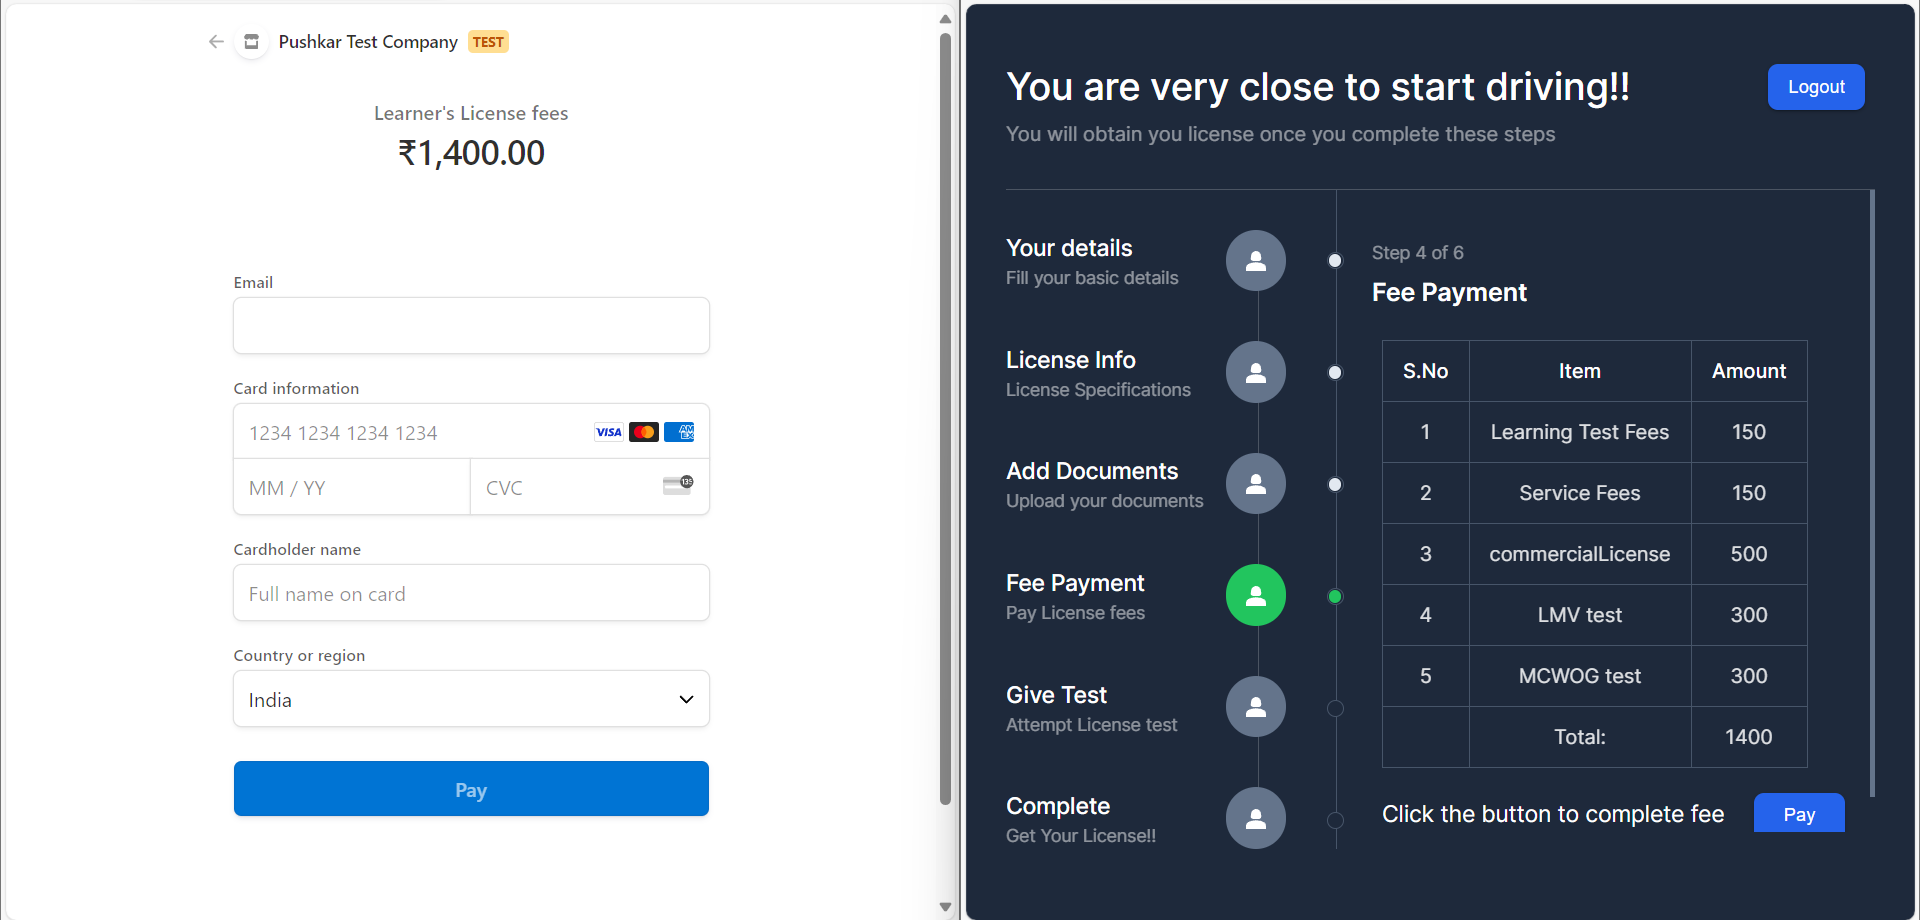 Pushkar Test Company TEST
Learner's License fees
₹1,400.00
Email
Card information
1234 1234 1234 1234 VISA AMEX
MM / YY CVC 135
Cardholder name
Full name on card
Country or region
India
Pay
You are very close to start driving!!
Logout
You will obtain you license once you complete these steps
Your details
Fill your basic details
License Info
License Specifications
Add Documents
Upload your documents
Fee Payment
Pay License fees
Give Test
Attempt License test
Complete
Get Your License!!
Step 4 of 6
Fee Payment
S.No Item Amount
1 Learning Test Fees 150
2 Service Fees 150
3 commercialLicense 500
4 LMV test 300
5 MCWOG test 300
Total: 1400
Click the button to complete fee Pay